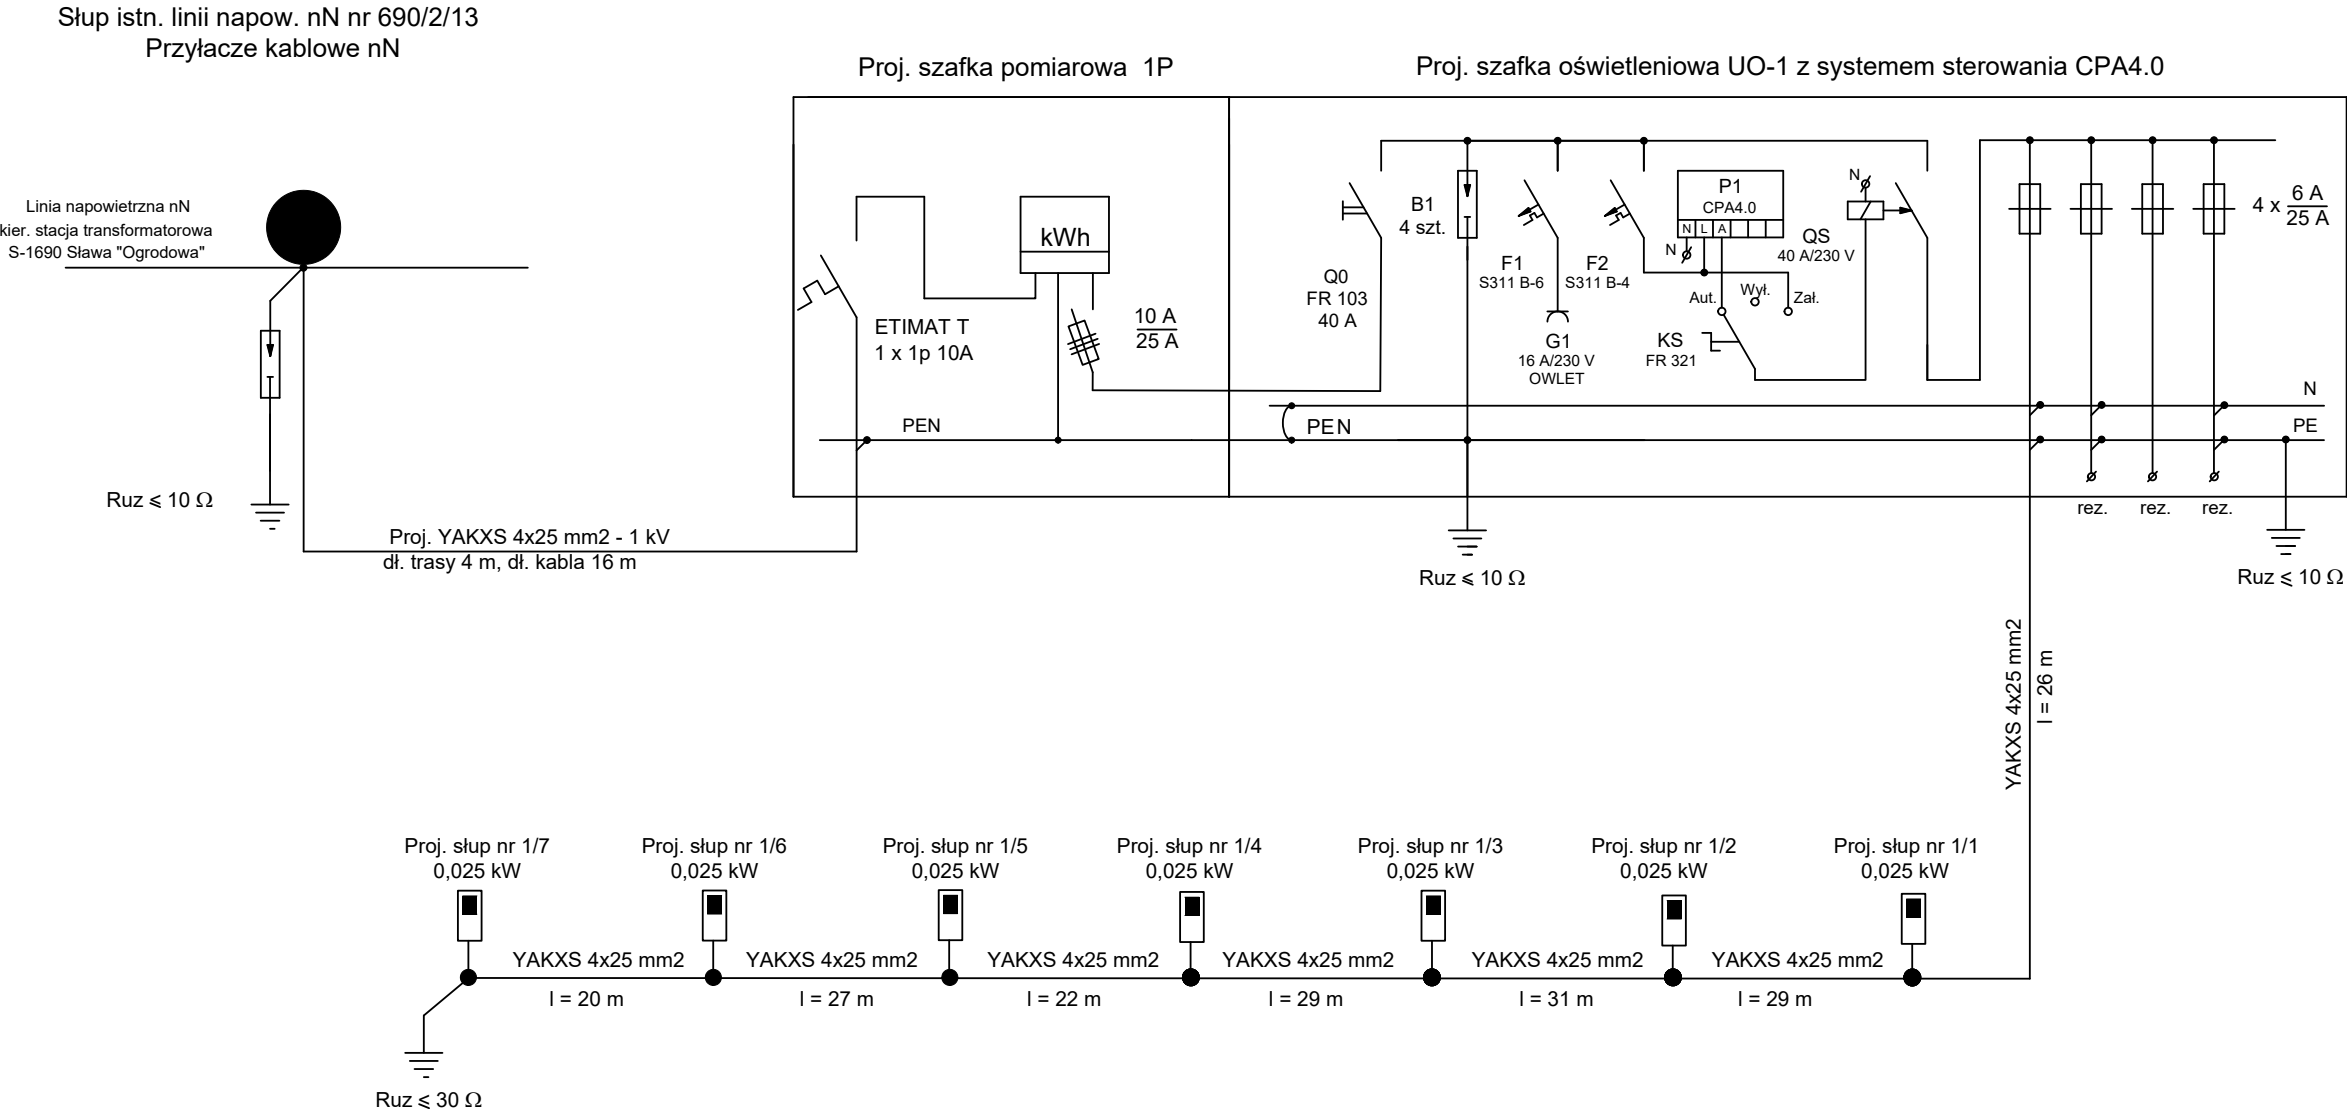 Słup istn. linii napow. nN nr 690/2/13
Przyłacze kablowe nN
Proj. szafka pomiarowa 1P
Proj. szafka oświetleniowa UO-1 z systemem sterowania CPA4.0
Linia napowietrzna nN
kier. stacja transformatorowa
S-1690 Sława "Ogrodowa"
Ruz ⩽ 10 Ω
Proj. YAKXS 4x25 mm2 - 1 kV
dł. trasy 4 m, dł. kabla 16 m
kWh
ETIMAT T
1 x 1p 10A
10 A
25 A
PEN
Q0
FR 103
40 A
B1
4 szt.
F1
S311 B-6
F2
S311 B-4
G1
16 A/230 V
OWLET
P1
CPA4.0
N L A
N
Aut.
Wył.
Zał.
KS
FR 321
N
QS
40 A/230 V
4 x 6 A
25 A
N
PEN
PE
rez.
rez.
rez.
Ruz ⩽ 10 Ω
Ruz ⩽ 10 Ω
YAKXS 4x25 mm2
l = 26 m
Proj. słup nr 1/7
0,025 kW
Proj. słup nr 1/6
0,025 kW
Proj. słup nr 1/5
0,025 kW
Proj. słup nr 1/4
0,025 kW
Proj. słup nr 1/3
0,025 kW
Proj. słup nr 1/2
0,025 kW
Proj. słup nr 1/1
0,025 kW
YAKXS 4x25 mm2
l = 20 m
YAKXS 4x25 mm2
l = 27 m
YAKXS 4x25 mm2
l = 22 m
YAKXS 4x25 mm2
l = 29 m
YAKXS 4x25 mm2
l = 31 m
YAKXS 4x25 mm2
l = 29 m
Ruz ⩽ 30 Ω